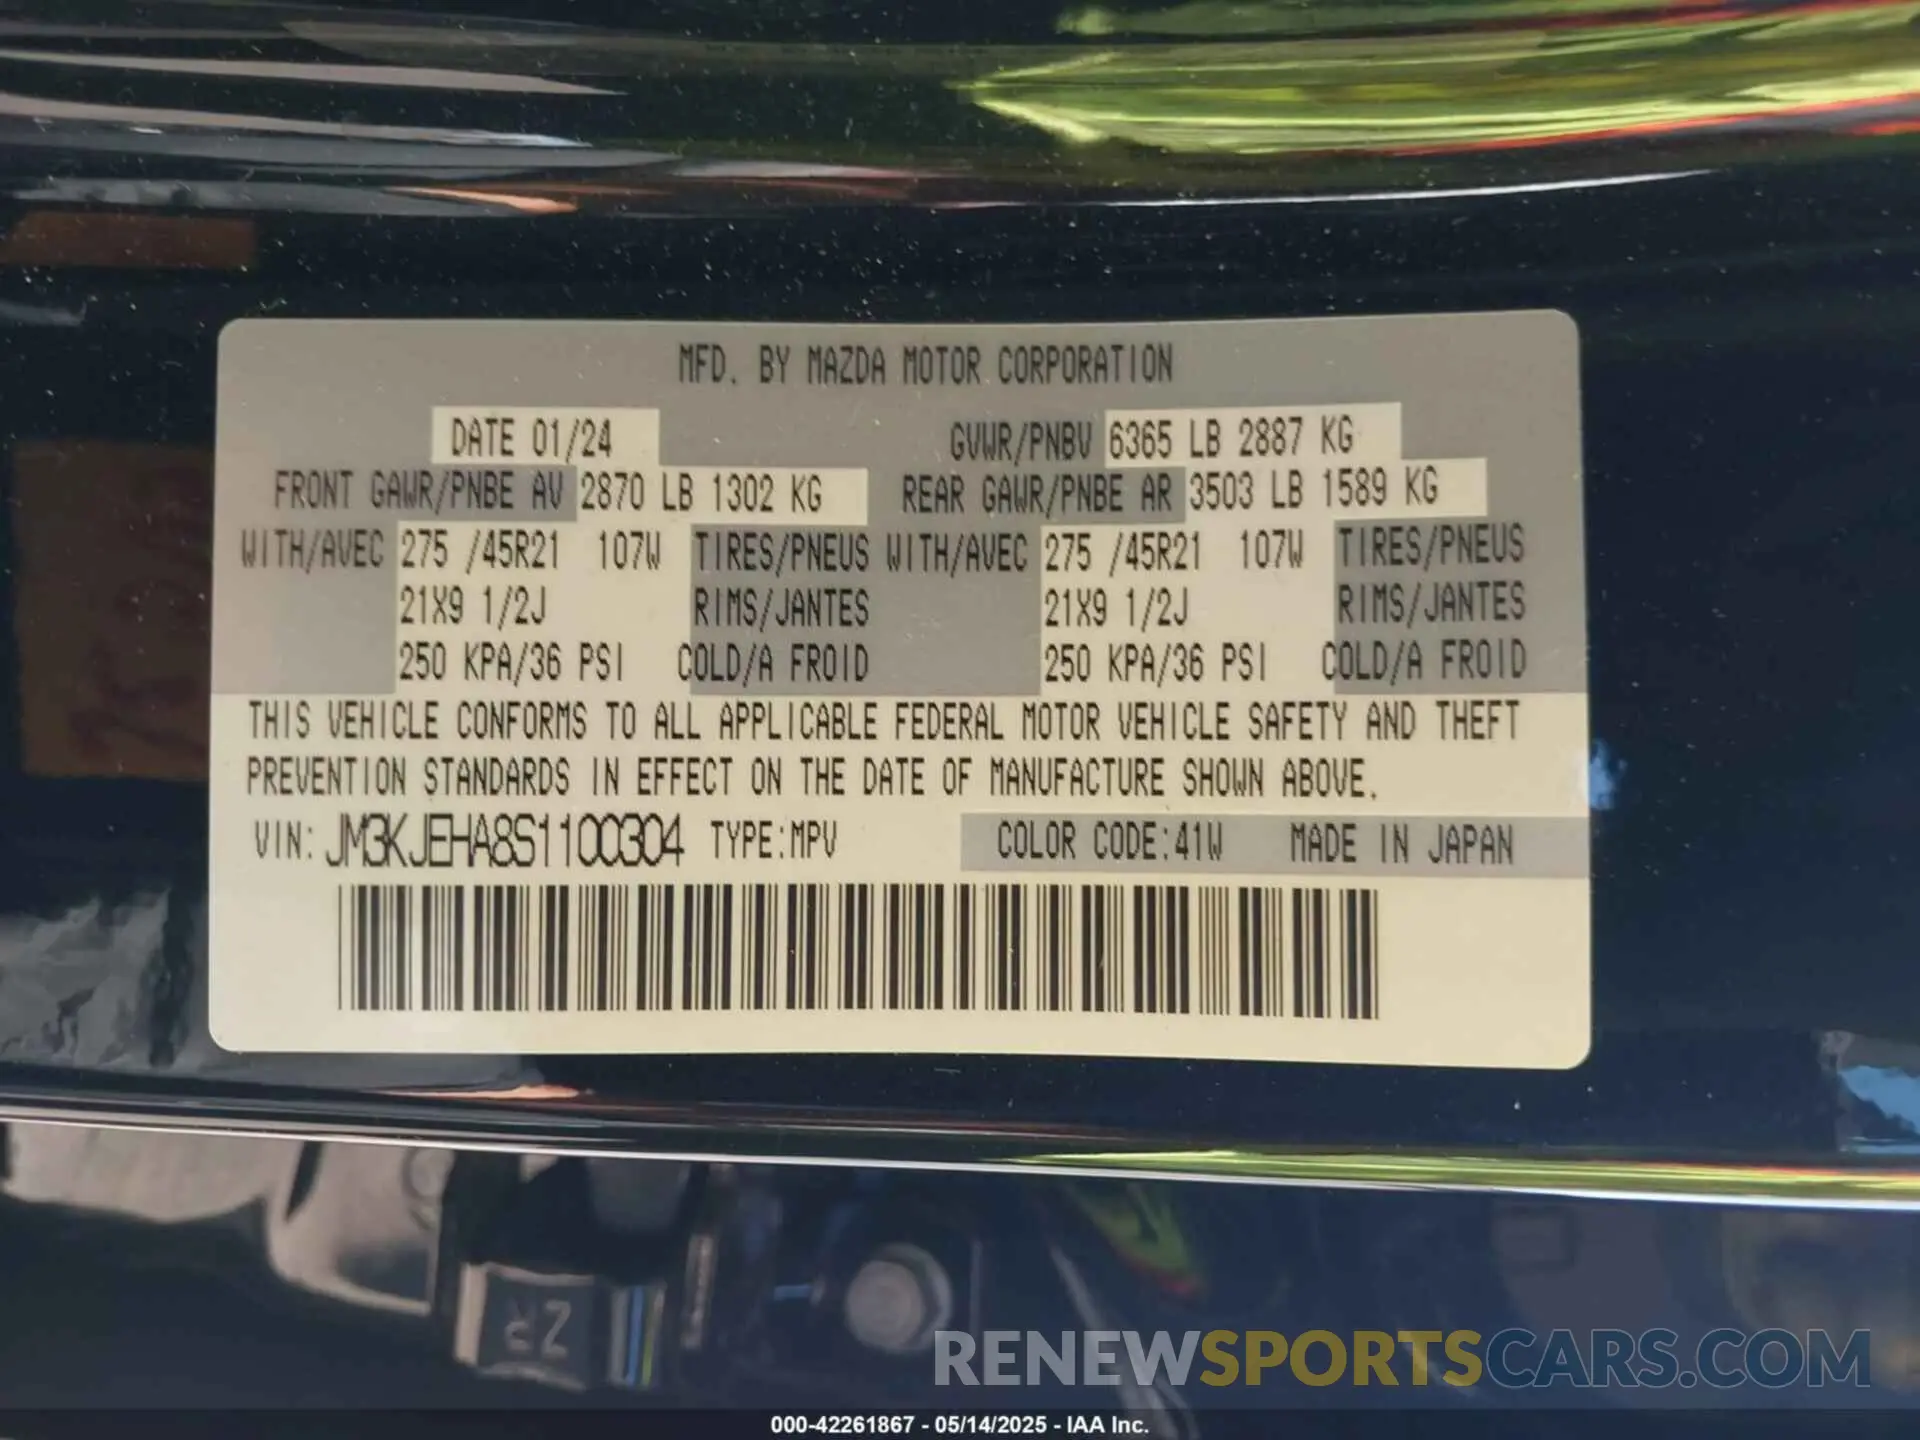 MFD. BY MAZDA MOTOR CORPORATION
DATE 01/24 GVWR/PNBV 6365 LB 2887 KG
FRONT GAWR/PNBE AV 2870 LB 1302 KG REAR GAWR/PNBE AR 3503 LB 1589 KG
WITH/AVEC 275 /45R21 107W TIRES/PNEUS WITH/AVEC 275 /45R21 107W TIRES/PNEUS
21X9 1/2J RIMS/JANTES 21X9 1/2J RIMS/JANTES
250 KPA/36 PSI COLD/A FROID 250 KPA/36 PSI COLD/A FROID
THIS VEHICLE CONFORMS TO ALL APPLICABLE FEDERAL MOTOR VEHICLE SAFETY AND THEFT
PREVENTION STANDARDS IN EFFECT ON THE DATE OF MANUFACTURE SHOWN ABOVE.
VIN: JM3KJEHA8S1100304 TYPE:MPV COLOR CODE:41W MADE IN JAPAN
RENEWSPORTSCARS.COM
000-42261867 - 05/14/2025 - IAA Inc.